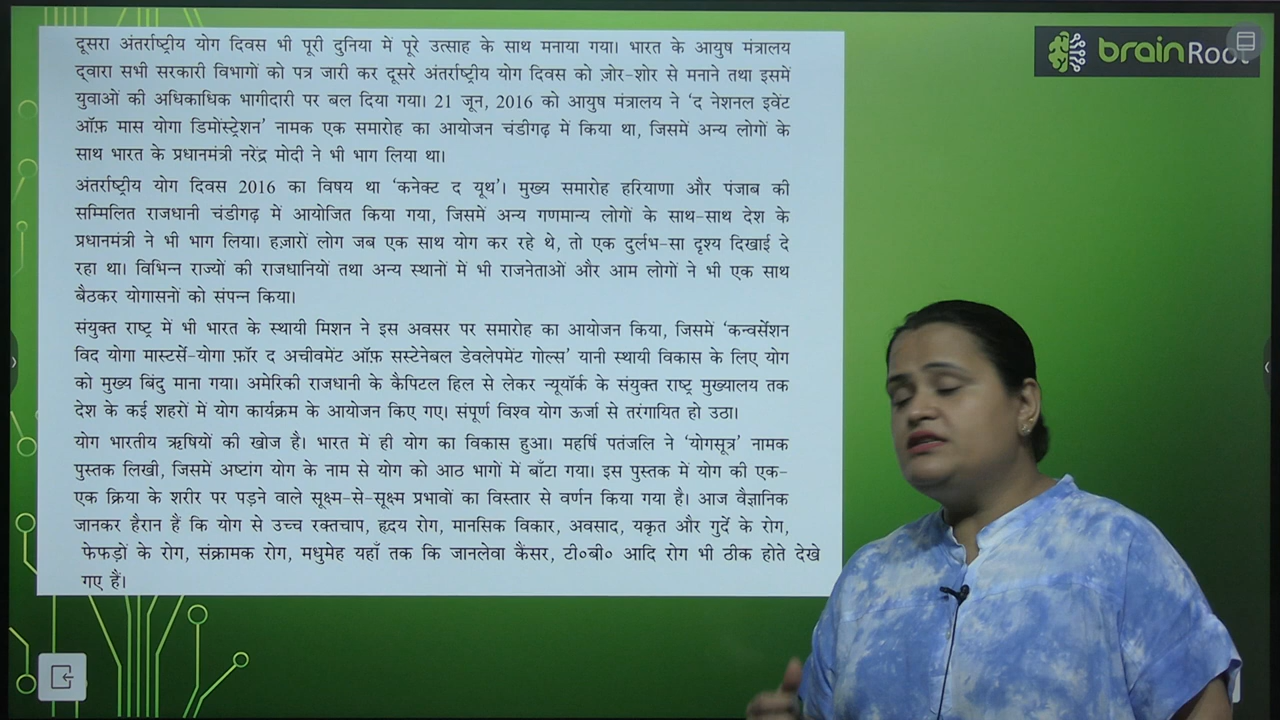 दूसरा अंतर्राष्ट्रीय योग दिवस भी पूरी दुनिया में पूरे उत्साह के साथ मनाया गया। भारत के आयुष मंत्रालय
द्वारा सभी सरकारी विभागों को पत्र जारी कर दूसरे अंतर्राष्ट्रीय योग दिवस को ज़ोर-शोर से मनाने तथा इसमें
युवाओं की अधिकाधिक भागीदारी पर बल दिया गया। 21 जून, 2016 को आयुष मंत्रालय ने ‘द नेशनल इवेंट
ऑफ़ मास योगा डिमोंस्ट्रेशन’ नामक एक समारोह का आयोजन चंडीगढ़ में किया था, जिसमें अन्य लोगों के
साथ भारत के प्रधानमंत्री नरेंद्र मोदी ने भी भाग लिया था।
अंतर्राष्ट्रीय योग दिवस 2016 का विषय था ‘कनेक्ट द यूथ’। मुख्य समारोह हरियाणा और पंजाब की
सम्मिलित राजधानी चंडीगढ़ में आयोजित किया गया, जिसमें अन्य गणमान्य लोगों के साथ-साथ देश के
प्रधानमंत्री ने भी भाग लिया। हज़ारों लोग जब एक साथ योग कर रहे थे, तो एक दुर्लभ-सा दृश्य दिखाई दे
रहा था। विभिन्न राज्यों की राजधानियों तथा अन्य स्थानों में भी राजनेताओं और आम लोगों ने भी एक साथ
बैठकर योगासनों को संपन्न किया।
संयुक्त राष्ट्र में भी भारत के स्थायी मिशन ने इस अवसर पर समारोह का आयोजन किया, जिसमें ‘कन्वर्सेशन
विद योगा मास्टर्से-योगा फ़ॉर द अचीवमेंट ऑफ़ सस्टेनेबल डेवलेपमेंट गोल्स’ यानी स्थायी विकास के लिए योग
को मुख्य बिंदु माना गया। अमेरिकी राजधानी के कैपिटल हिल से लेकर न्यूयॉर्क के संयुक्त राष्ट्र मुख्यालय तक
देश के कई शहरों में योग कार्यक्रम के आयोजन किए गए। संपूर्ण विश्व योग ऊर्जा से तरंगायित हो उठा।
योग भारतीय ऋषियों की खोज है। भारत में ही योग का विकास हुआ। महर्षि पतंजलि ने ‘योगसूत्र’ नामक
पुस्तक लिखी, जिसमें अष्टांग योग के नाम से योग को आठ भागों में बाँटा गया। इस पुस्तक में योग की एक-
एक क्रिया के शरीर पर पड़ने वाले सूक्ष्म-से-सूक्ष्म प्रभावों का विस्तार से वर्णन किया गया है। आज वैज्ञानिक
जानकर हैरान हैं कि योग से उच्च रक्तचाप, हृदय रोग, मानसिक विकार, अवसाद, यकृत और गुर्दे के रोग,
फेफड़ों के रोग, संक्रामक रोग, मधुमेह यहाँ तक कि जानलेवा कैंसर, टी०बी० आदि रोग भी ठीक होते देखे
गए हैं।
brainRoot